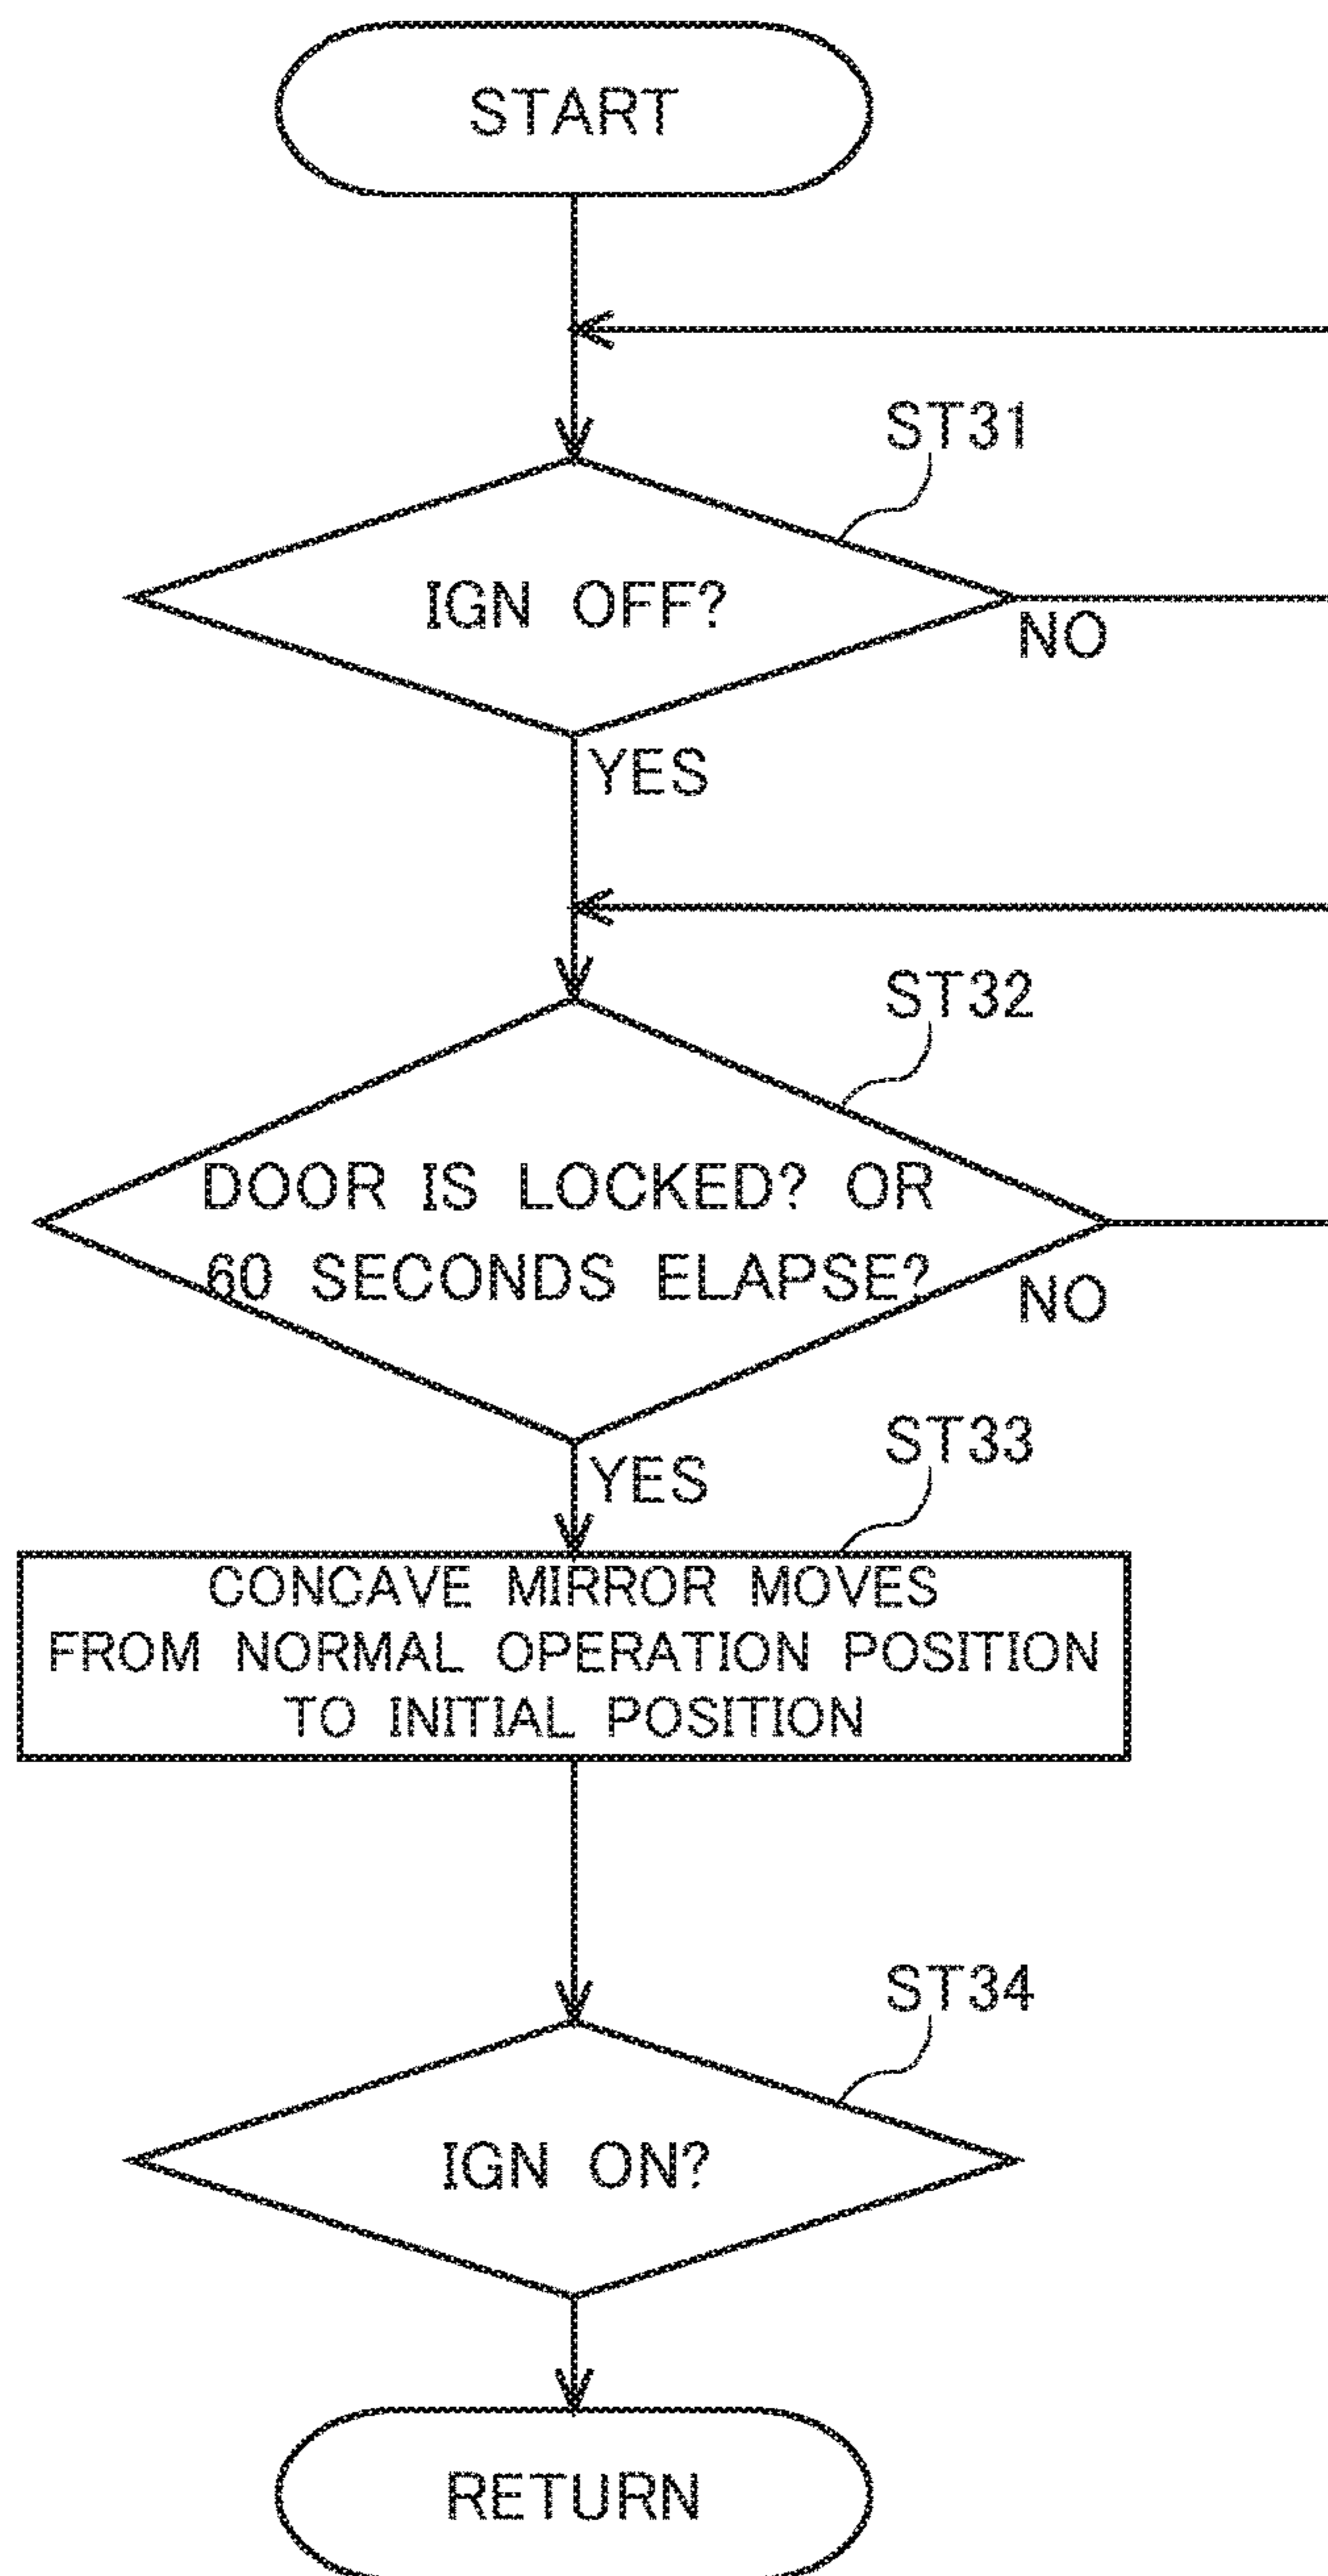 START
ST31
IGN OFF?
NO
YES
ST32
DOOR IS LOCKED? OR
60 SECONDS ELAPSE?
NO
YES
ST33
CONCAVE MIRROR MOVES
FROM NORMAL OPERATION POSITION
TO INITIAL POSITION
ST34
IGN ON?
RETURN